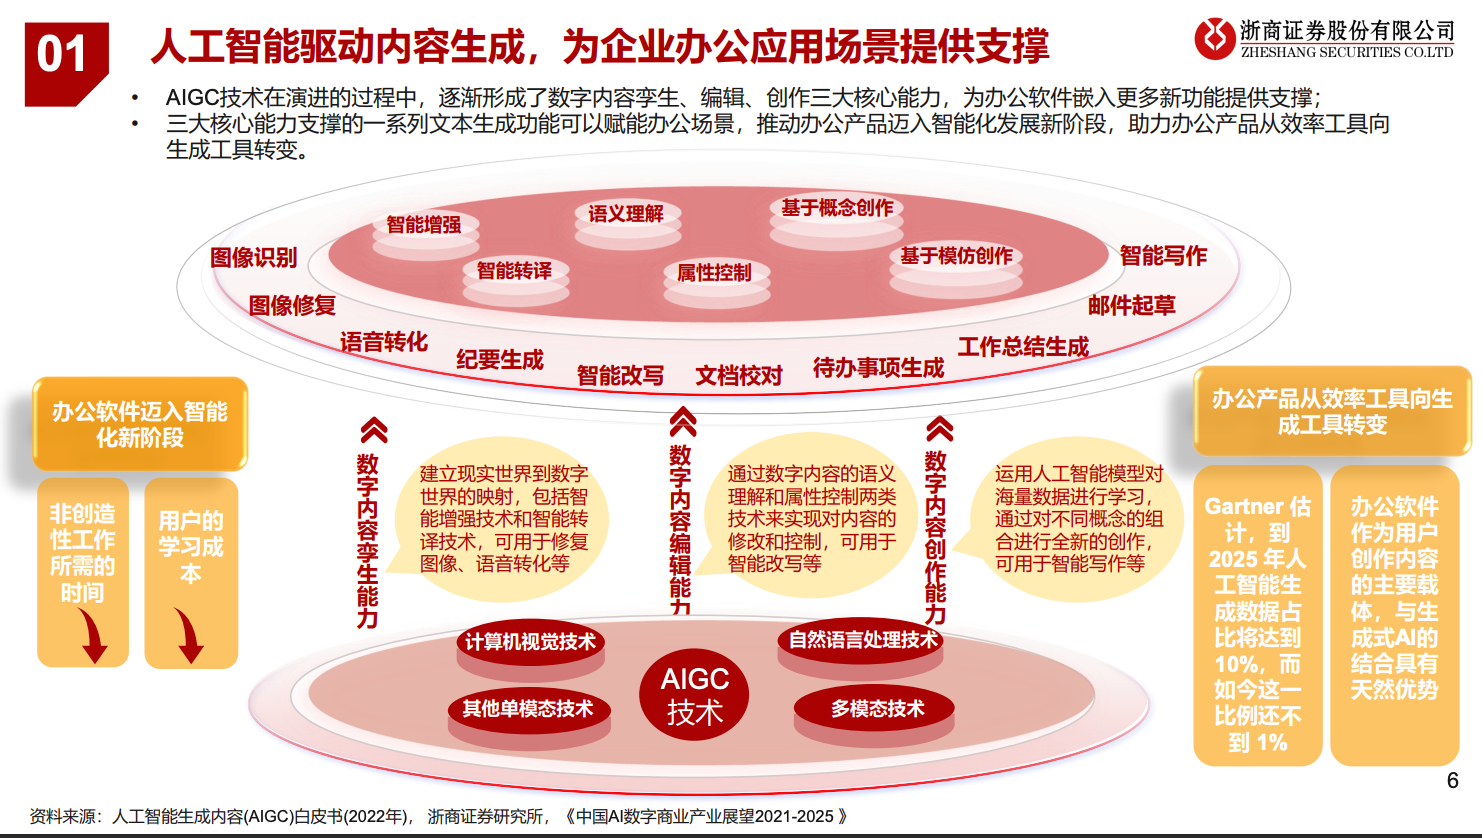 01
人工智能驱动内容生成，为企业办公应用场景提供支撑
浙商证券股份有限公司
ZHESHANG SECURITIES CO.LTD
• AIGC技术在演进的过程中，逐渐形成了数字内容孪生、编辑、创作三大核心能力，为办公软件嵌入更多新功能提供支撑；
• 三大核心能力支撑的一系列文本生成功能可以赋能办公场景，推动办公产品迈入智能化发展新阶段，助力办公产品从效率工具向
生成工具转变。
智能增强
语义理解
基于概念创作
智能转译
属性控制
基于模仿创作
图像识别
图像修复
语音转化
纪要生成
智能改写
文档校对
待办事项生成
工作总结生成
邮件起草
智能写作
办公软件迈入智能
化新阶段
非创造
性工作
所需的
时间
用户的
学习成
本
数字内容孪生能力
建立现实世界到数字
世界的映射，包括智
能增强技术和智能转
译技术，可用于修复
图像、语音转化等
数字内容编辑能力
通过数字内容的语义
理解和属性控制两类
技术来实现对内容的
修改和控制，可用于
智能改写等
数字内容创作能力
运用人工智能模型对
海量数据进行学习，
通过对不同概念的组
合进行全新的创作，
可用于智能写作等
办公产品从效率工具向生
成工具转变
Gartner 估
计，到
2025 年人
工智能生
成数据占
比将达到
10%，而
如今这一
比例还不
到 1%
办公软件
作为用户
创作内容
的主要载
体，与生
成式AI的
结合具有
天然优势
计算机视觉技术
自然语言处理技术
AIGC
技术
其他单模态技术
多模态技术
6
资料来源：人工智能生成内容(AIGC)白皮书(2022年)， 浙商证券研究所，《中国AI数字商业产业展望2021-2025 》